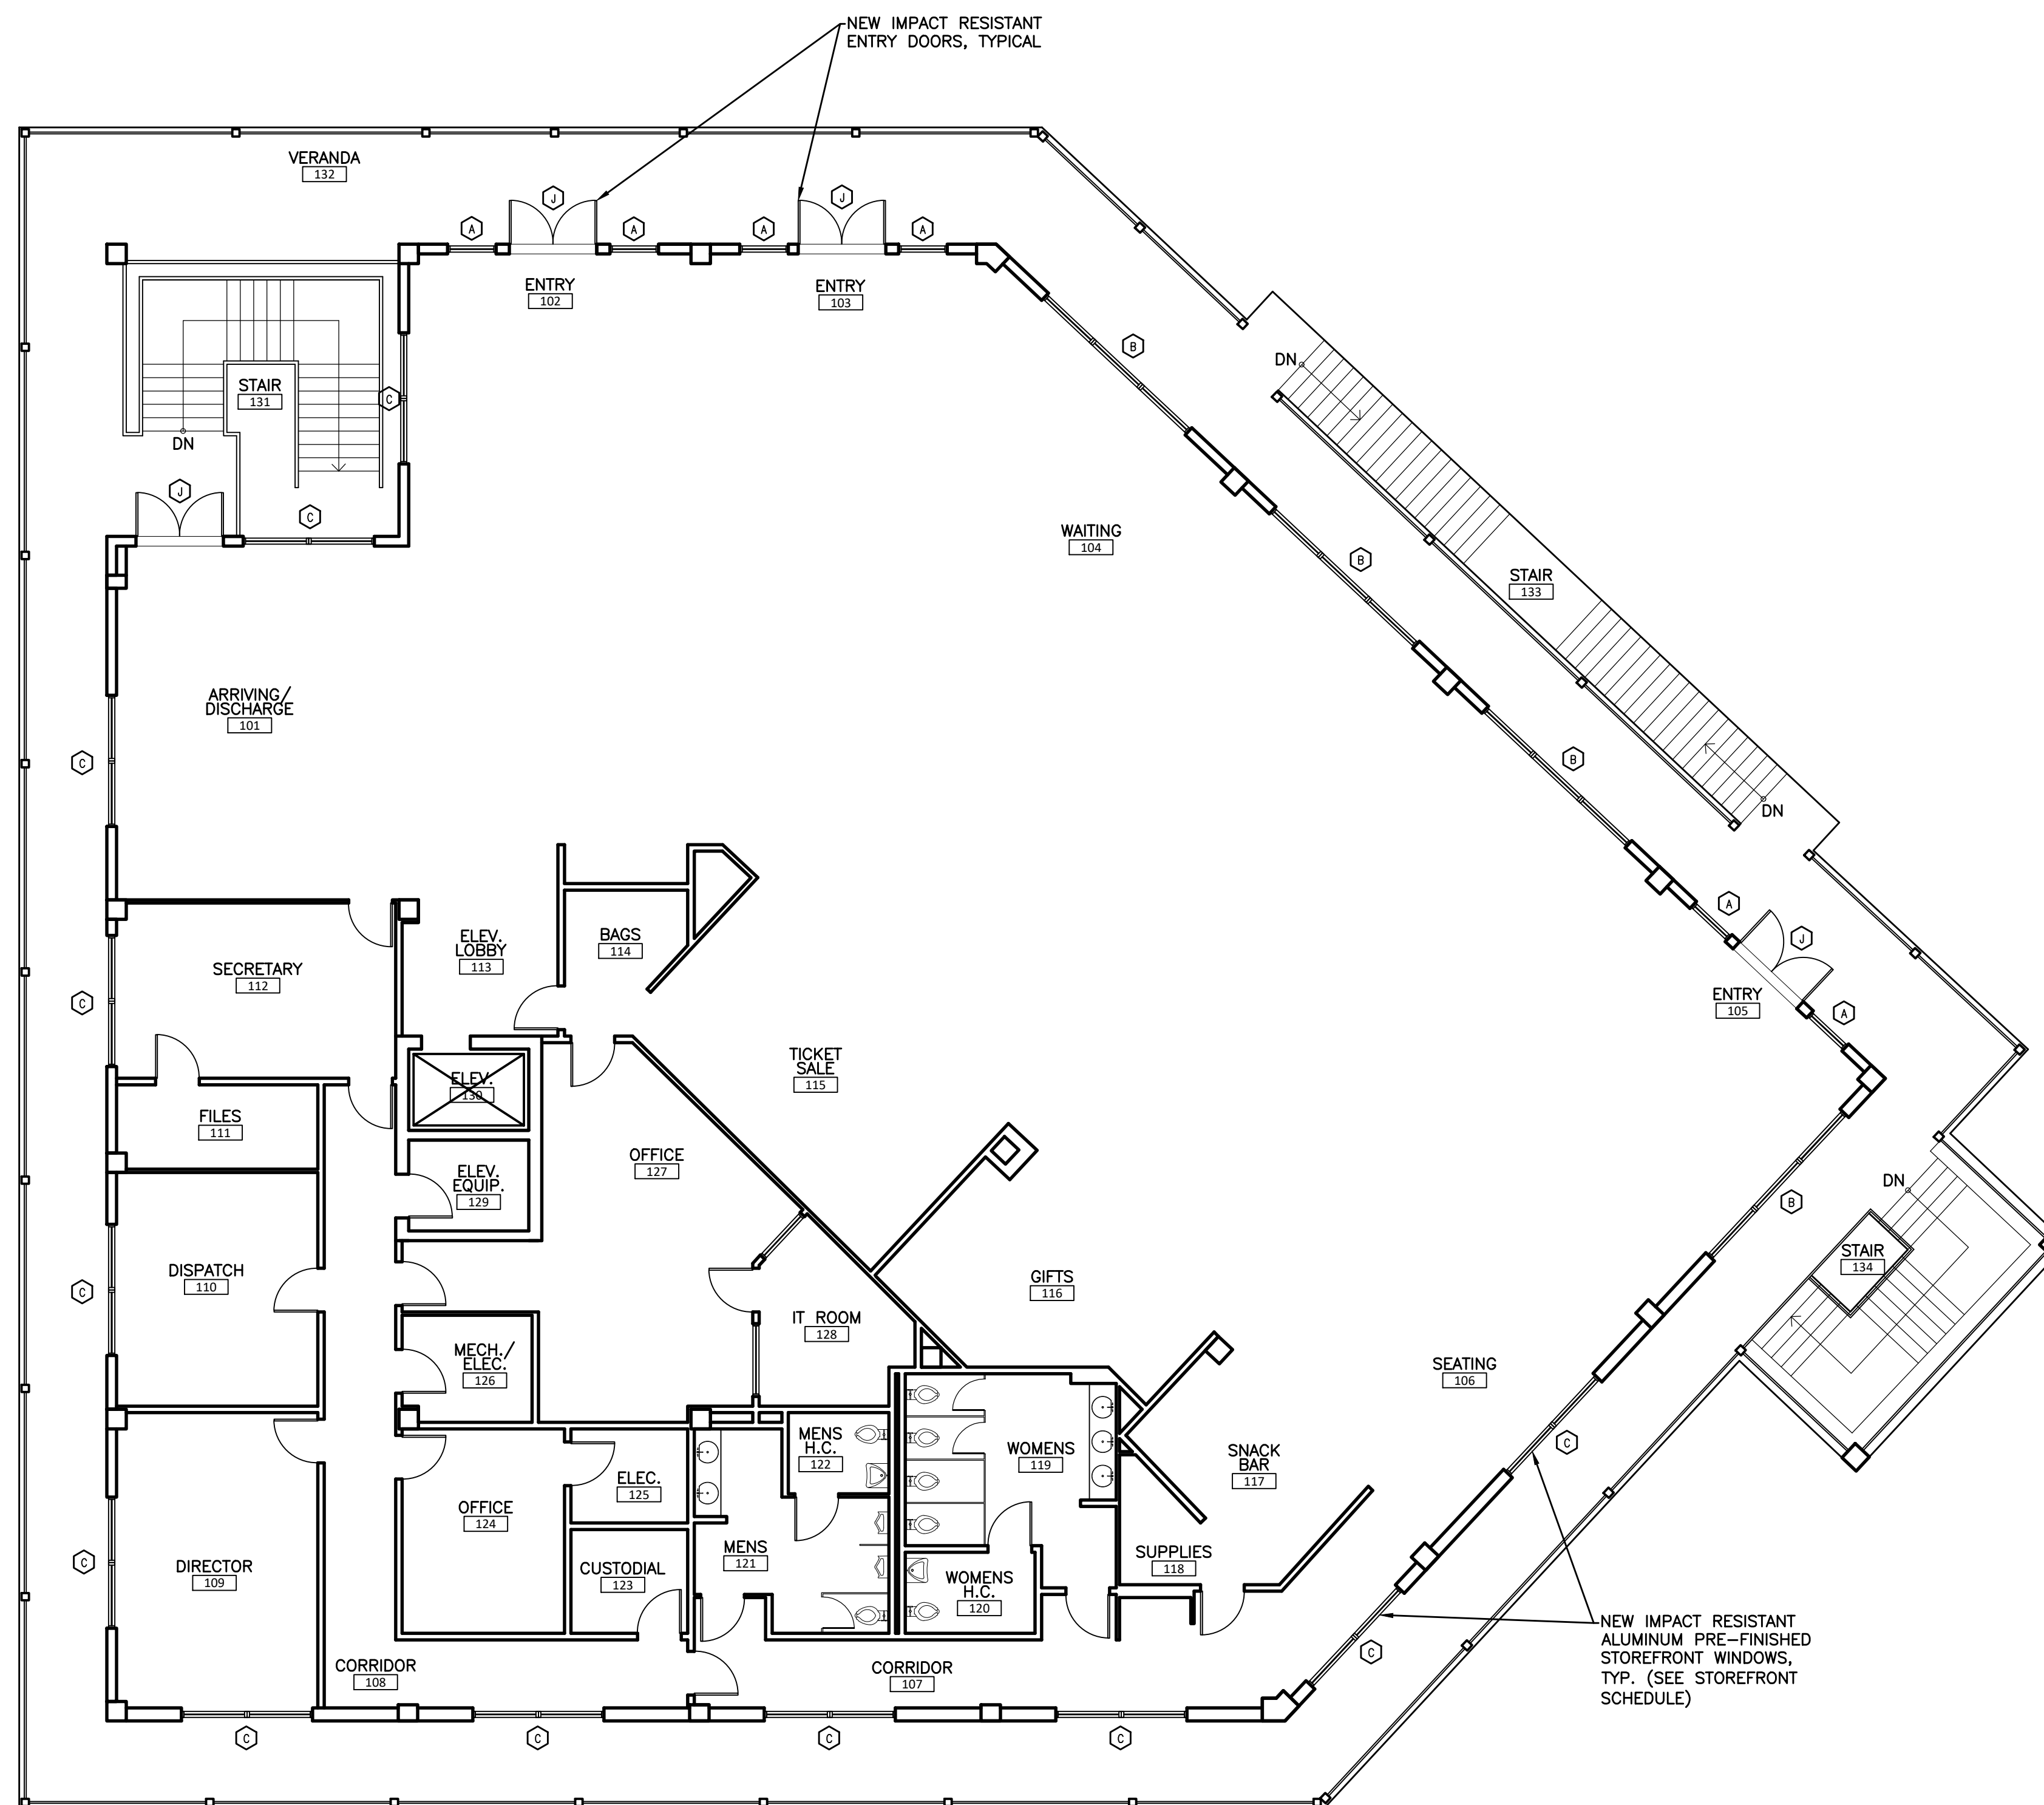 NEW IMPACT RESISTANT
ENTRY DOORS, TYPICAL
VERANDA
132
J
J
A
A
A
A
ENTRY
102
ENTRY
103
B
DN
STAIR
131
C
DN
J
C
WAITING
104
B
STAIR
133
ARRIVING/
DISCHARGE
101
C
B
DN
A
ELEV.
LOBBY
113
BAGS
114
J
SECRETARY
112
C
ENTRY
105
A
TICKET
SALE
115
ELEV.
130
FILES
111
OFFICE
127
ELEV.
EQUIP.
129
DN
B
STAIR
134
DISPATCH
110
C
GIFTS
116
IT ROOM
128
MECH./
ELEC.
126
SEATING
106
MENS
H.C.
122
WOMENS
119
SNACK
BAR
117
C
ELEC.
125
OFFICE
124
MENS
121
SUPPLIES
118
C
DIRECTOR
109
CUSTODIAL
123
WOMENS
H.C.
120
NEW IMPACT RESISTANT
ALUMINUM PRE-FINISHED
STOREFRONT WINDOWS,
TYP. (SEE STOREFRONT
SCHEDULE)
C
CORRIDOR
108
CORRIDOR
107
C
C
C
C